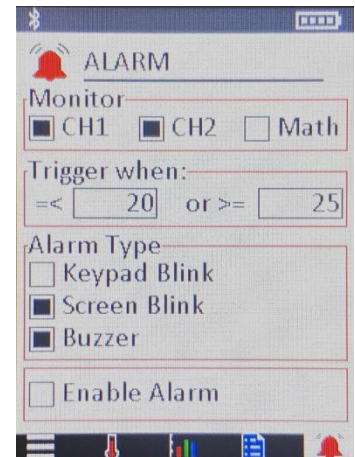 ALARM
Monitor
CH1 CH2 Math
Trigger when:
=< 20 or >= 25
Alarm Type
Keypad Blink
Screen Blink
Buzzer
Enable Alarm